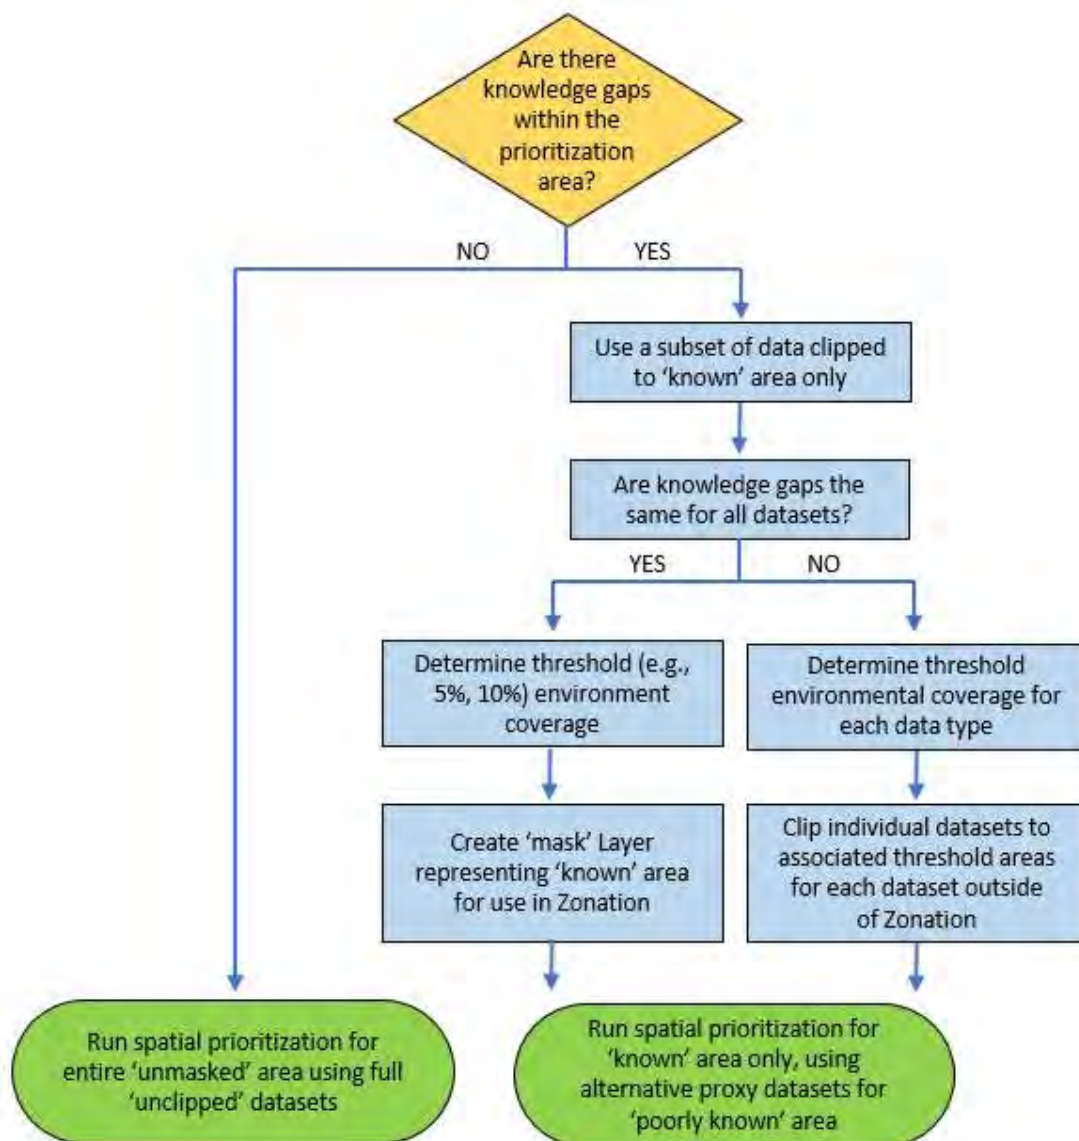 Are there
knowledge gaps
within the
prioritization
area?
NO
YES
Use a subset of data clipped
to ‘known’ area only
Are knowledge gaps the
same for all datasets?
YES
NO
Determine threshold (e.g.,
5%, 10%) environment
coverage
Determine threshold
environmental coverage for
each data type
Create ‘mask’ Layer
representing ‘known’ area
for use in Zonation
Clip individual datasets to
associated threshold areas
for each dataset outside
of Zonation
Run spatial prioritization for
entire ‘unmasked’ area using full
‘unclipped’ datasets
Run spatial prioritization for
‘known’ area only, using
alternative proxy datasets for
‘poorly known’ area